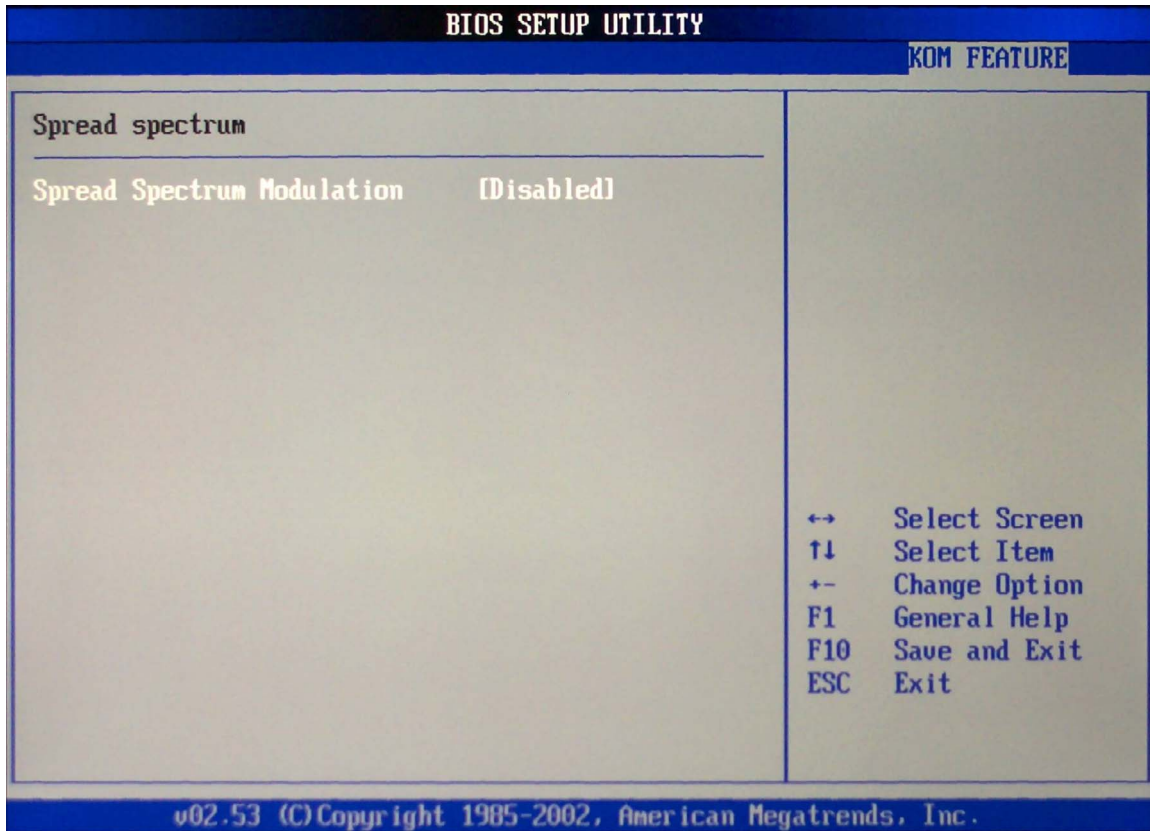 BIOS SETUP UTILITY
KOM FEATURE
Spread spectrum
Spread Spectrum Modulation [Disabled]
←→ Select Screen
↑↓ Select Item
+- Change Option
F1 General Help
F10 Save and Exit
ESC Exit
v02.53 (C)Copyright 1985-2002, American Megatrends, Inc.